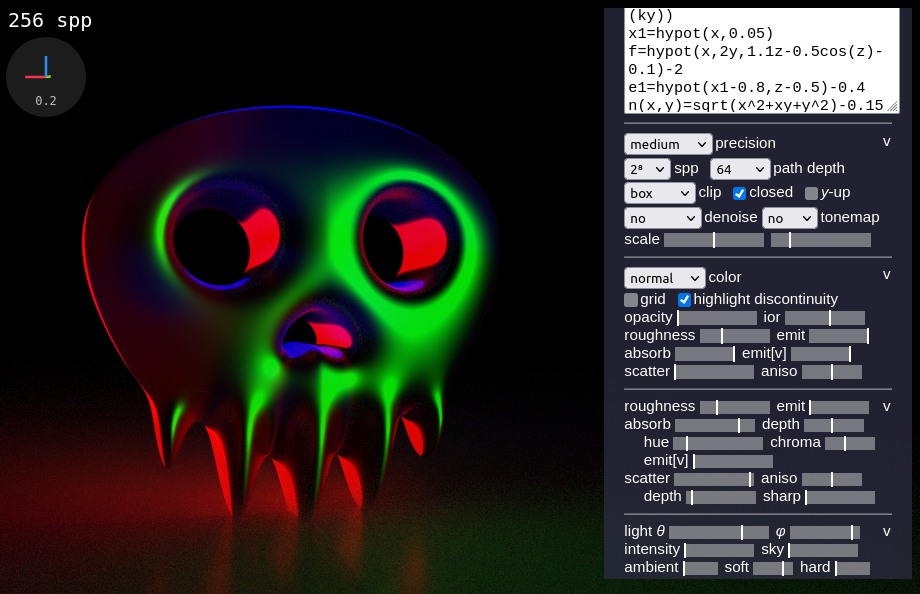 256 spp
0.2
(ky))
x1=hypot(x,0.05)
f=hypot(x,2y,1.1z-0.5cos(z)-
0.1)-2
e1=hypot(x1-0.8,z-0.5)-0.4
n(x,y)=sqrt(x^2+xy+y^2)-0.15
medium precision v
2⁸ spp 64 path depth
box clip closed y-up
no denoise no tonemap
scale
normal color v
grid highlight discontinuity
opacity ior
roughness emit
absorb emit[v]
scatter aniso
roughness emit v
absorb depth
hue chroma
emit[v]
scatter aniso
depth sharp
light θ φ v
intensity sky
ambient soft hard